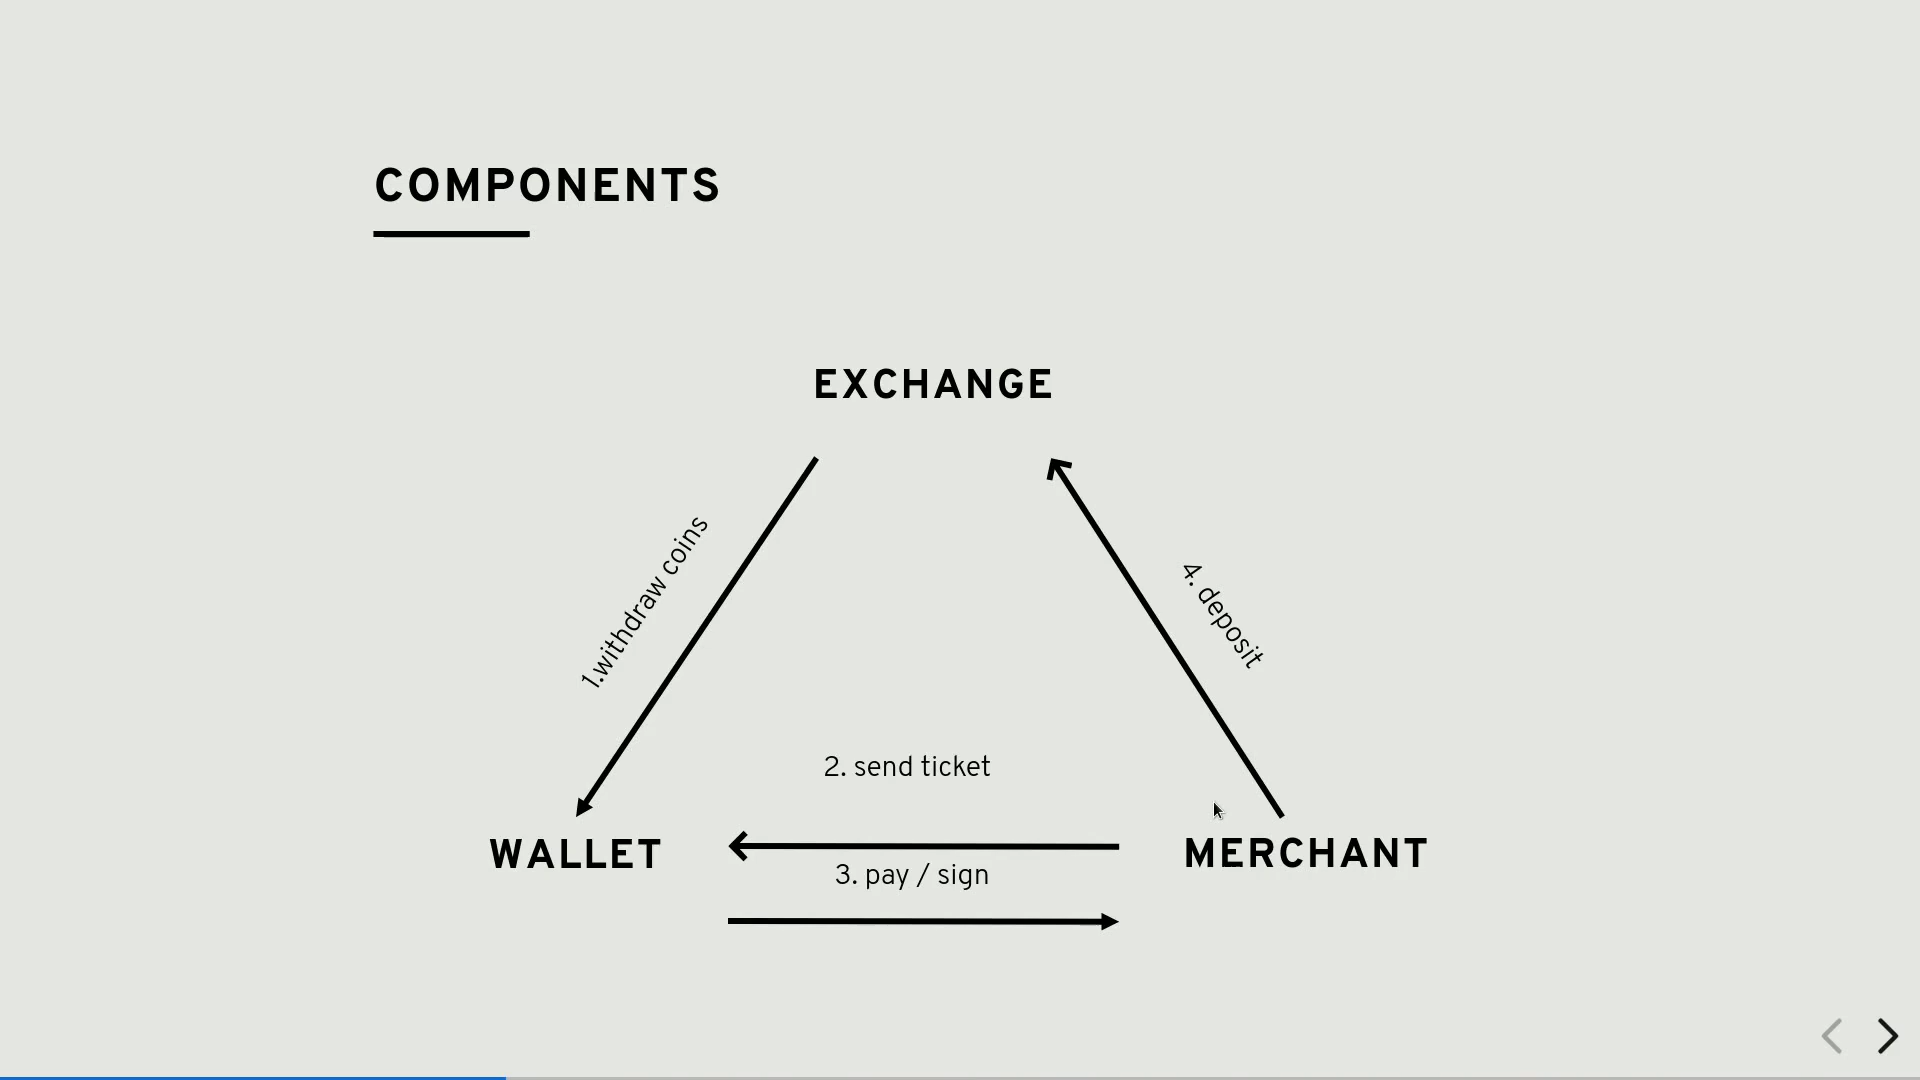 COMPONENTS
EXCHANGE
1.withdraw coins
4. deposit
2. send ticket
WALLET
MERCHANT
3. pay / sign